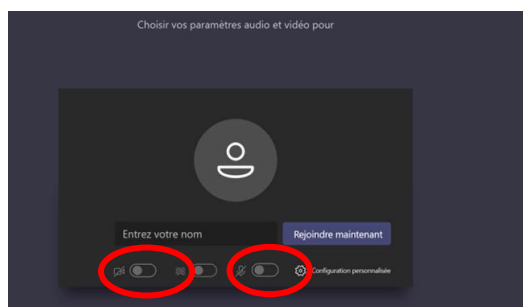 Choisir vos paramètres audio et vidéo pour
Entrez votre nom
Rejoindre maintenant
Configuration personnalisée